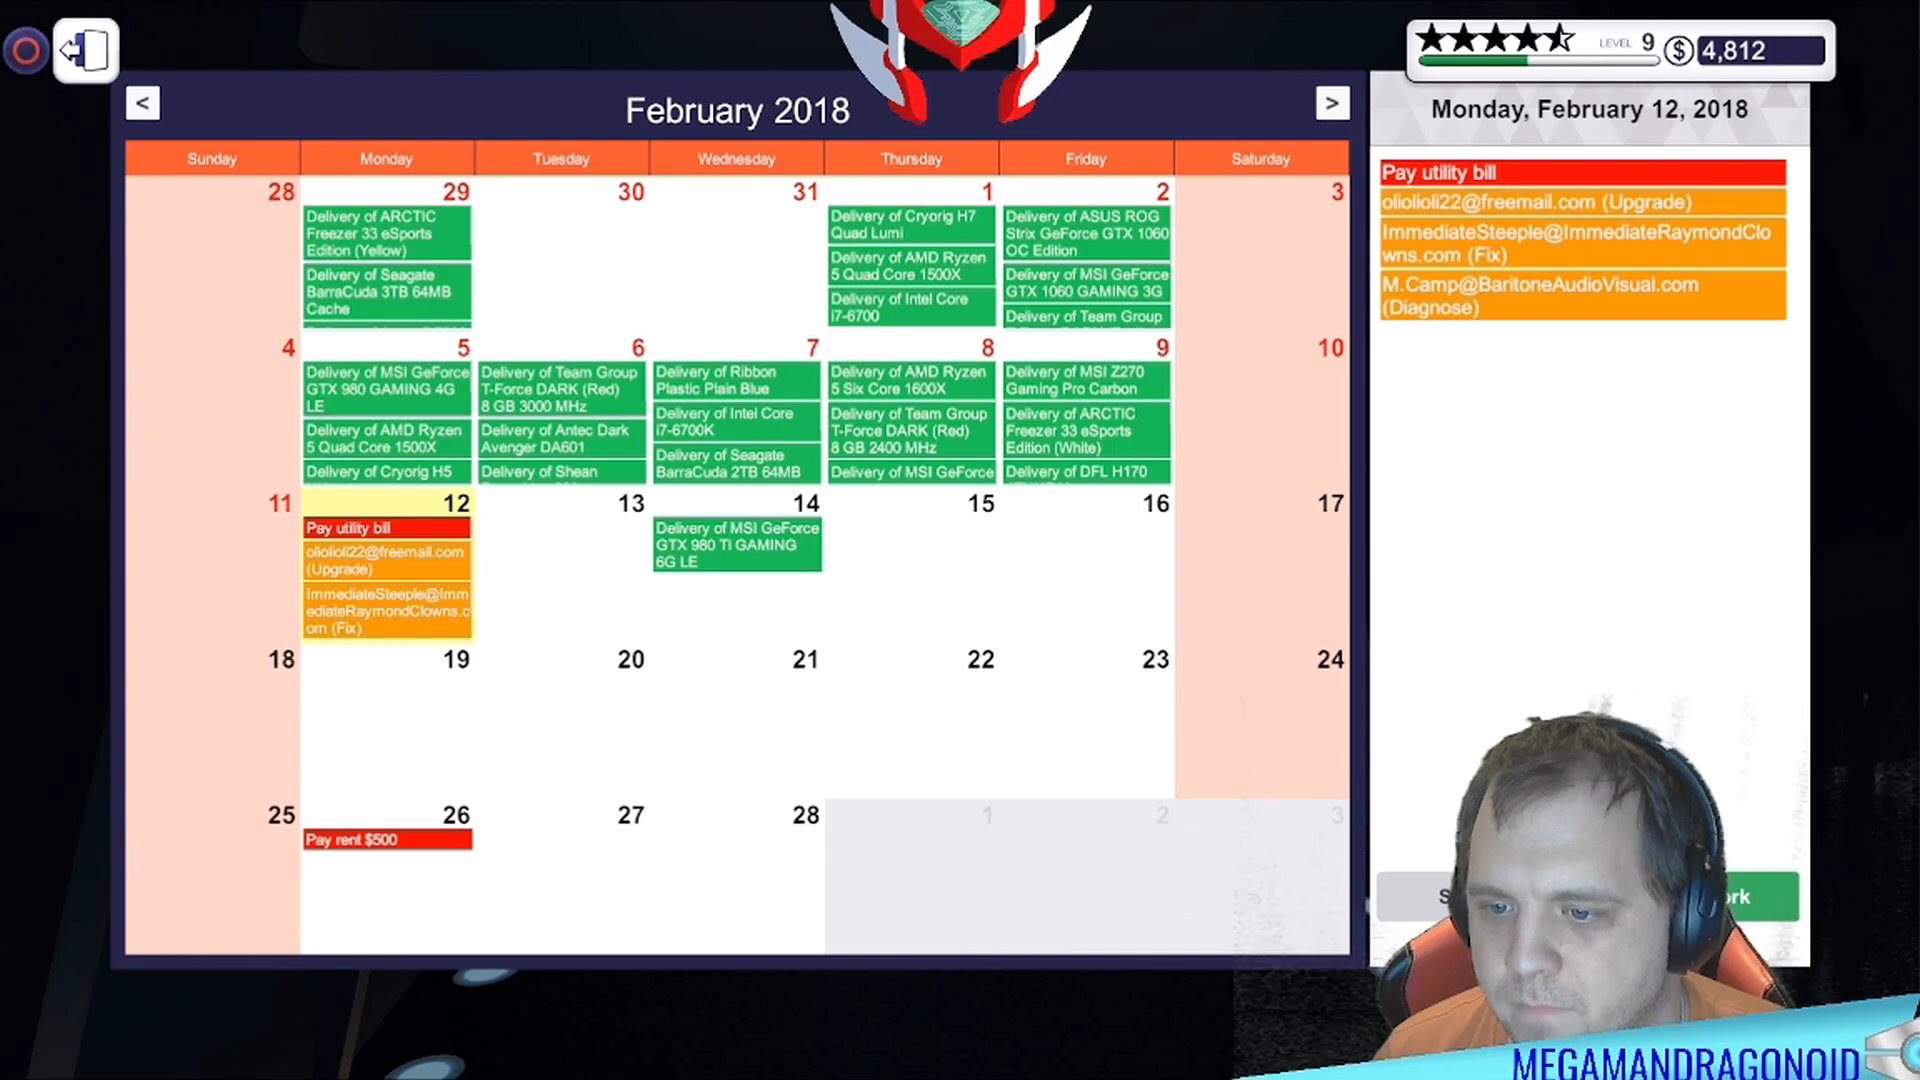 LEVEL 9
$ 4,812
<
February 2018
>
Monday, February 12, 2018
Sunday
Monday
Tuesday
Wednesday
Thursday
Friday
Saturday
28
29
30
31
1
2
3
Delivery of ARCTIC
Freezer 33 eSports
Edition (Yellow)
Delivery of Seagate
BarraCuda 3TB 64MB
Cache
Delivery of Cryorig H7
Quad Lumi
Delivery of AMD Ryzen
5 Quad Core 1500X
Delivery of Intel Core
i7-6700
Delivery of ASUS ROG
Strix GeForce GTX 1060
OC Edition
Delivery of MSI GeForce
GTX 1060 GAMING 3G
Delivery of Team Group
4
5
6
7
8
9
10
Delivery of MSI GeForce
GTX 980 GAMING 4G
LE
Delivery of AMD Ryzen
5 Quad Core 1500X
Delivery of Cryorig H5
Delivery of Team Group
T-Force DARK (Red)
8 GB 3000 MHz
Delivery of Antec Dark
Avenger DA601
Delivery of Shean
Delivery of Ribbon
Plastic Plain Blue
Delivery of Intel Core
i7-6700K
Delivery of Seagate
BarraCuda 2TB 64MB
Delivery of AMD Ryzen
5 Six Core 1600X
Delivery of Team Group
T-Force DARK (Red)
8 GB 2400 MHz
Delivery of MSI GeForce
Delivery of MSI Z270
Gaming Pro Carbon
Delivery of ARCTIC
Freezer 33 eSports
Edition (White)
Delivery of DFL H170
11
12
13
14
15
16
17
Pay utility bill
oliolioli22@freemail.com
(Upgrade)
ImmediateSteeple@Imm
ediateRaymondClowns.c
om (Fix)
Delivery of MSI GeForce
GTX 980 Ti GAMING
6G LE
18
19
20
21
22
23
24
25
26
27
28
1
2
3
Pay rent $500
Pay utility bill
oliolioli22@freemail.com (Upgrade)
ImmediateSteeple@ImmediateRaymondClo
wns.com (Fix)
M.Camp@BaritoneAudioVisual.com
(Diagnose)
MEGAMANDRAGONOID